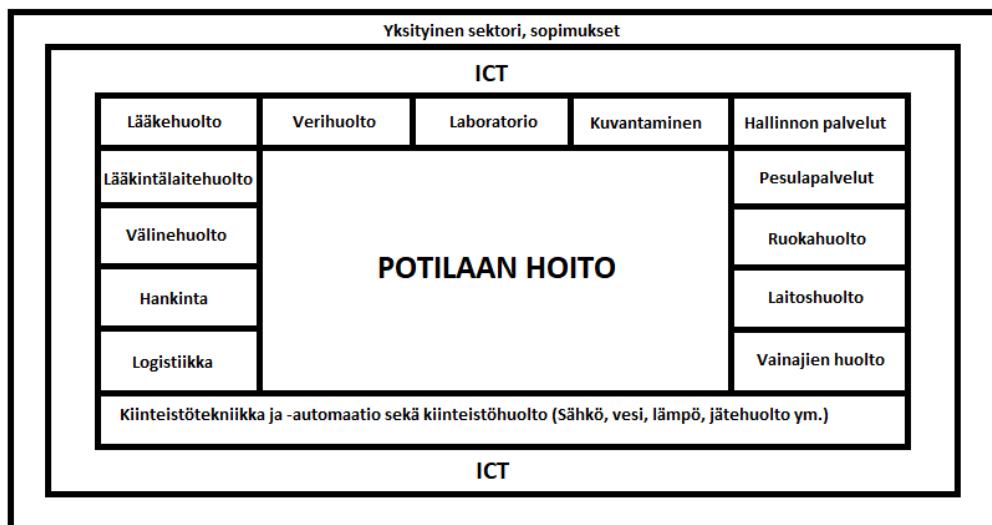 Yksityinen sektori, sopimukset
ICT
Lääkehuolto
Verihuolto
Laboratorio
Kuvantaminen
Hallinnon palvelut
Lääkintälaitehuolto
Pesulapalvelut
Välinehuolto
Ruokahuolto
POTILAAN HOITO
Hankinta
Laitoshuolto
Logistiikka
Vainajien huolto
Kiinteistötekniikka ja -automaatio sekä kiinteistöhuolto (Sähkö, vesi, lämpö, jätehuolto ym.)
ICT